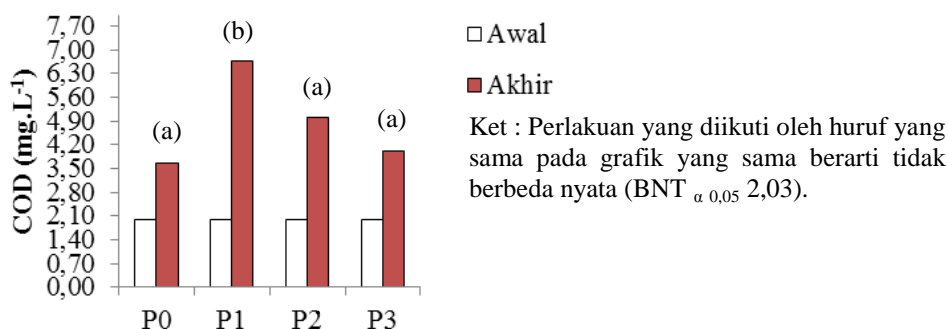 COD (mg.L-1)
7,70
7,00
6,30
5,60
4,90
4,20
3,50
2,80
2,10
1,40
0,70
0,00
(a)
(b)
(a)
(a)
P0 P1 P2 P3
Awal
Akhir
Ket : Perlakuan yang diikuti oleh huruf yang
sama pada grafik yang sama berarti tidak
berbeda nyata (BNT α 0,05 2,03).